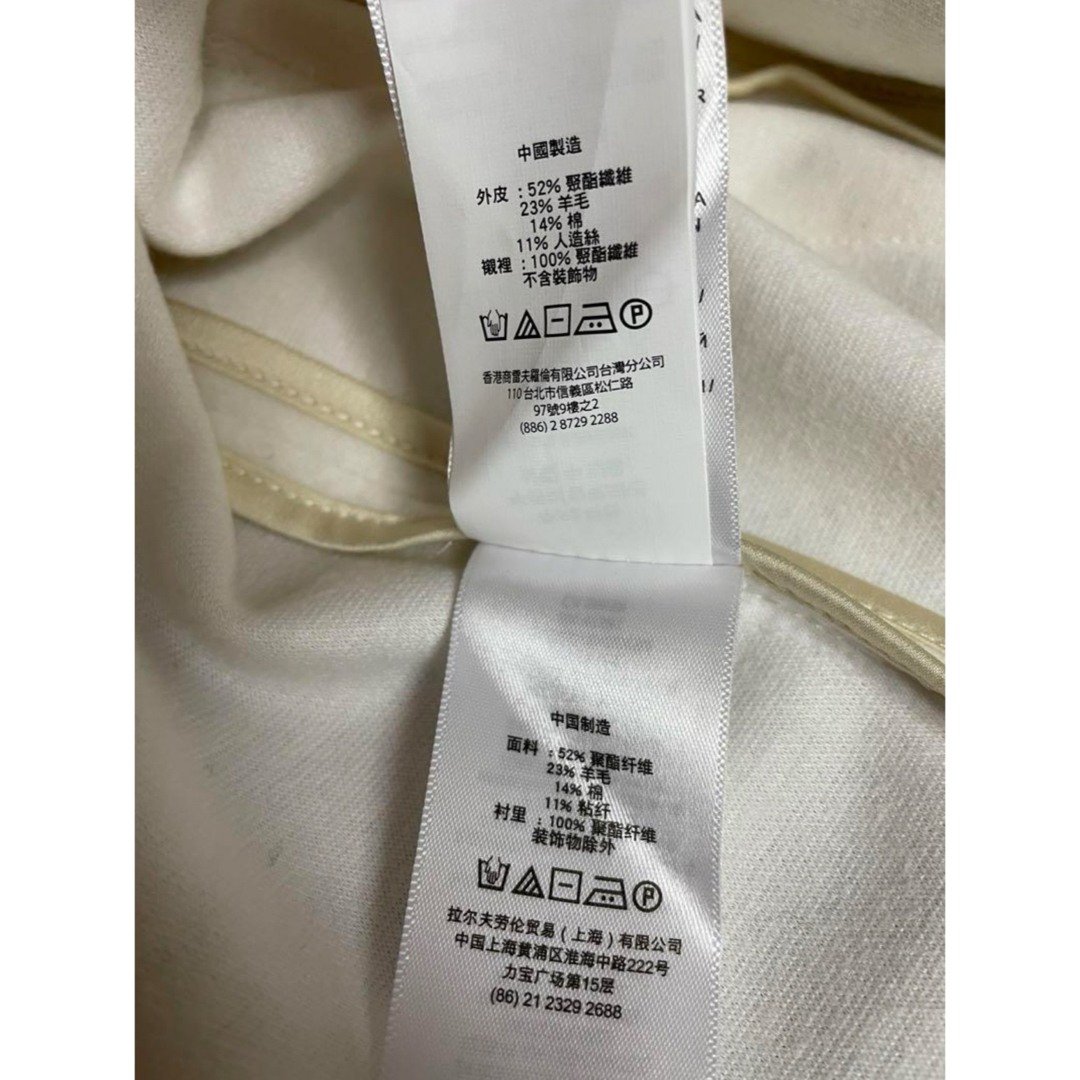 中國製造
外皮 : 52% 聚酯纖維
23% 羊毛
14% 棉
11% 人造絲
襯裡 : 100% 聚酯纖維
不含裝飾物
P
香港商雷夫羅倫有限公司台灣分公司
110 台北市信義區松仁路
97號9樓之2
(886) 2 8729 2288
中国制造
面料 : 52% 聚酯纤维
23% 羊毛
14% 棉
11% 粘纤
衬里 : 100% 聚酯纤维
装饰物除外
P
拉尔夫劳伦贸易 ( 上海 ) 有限公司
中国上海黄浦区淮海中路222号
力宝广场第15层
(86) 21 2329 2688